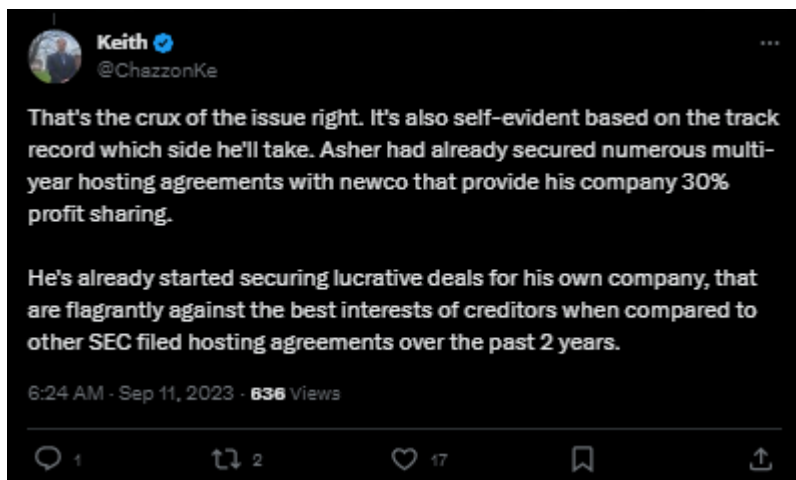 Keith
@ChazzonKe
That's the crux of the issue right. It's also self-evident based on the track
record which side he'll take. Asher had already secured numerous multi-
year hosting agreements with newco that provide his company 30%
profit sharing.
He's already started securing lucrative deals for his own company, that
are flagrantly against the best interests of creditors when compared to
other SEC filed hosting agreements over the past 2 years.
6:24 AM · Sep 11, 2023 · 636 Views
1 2 17